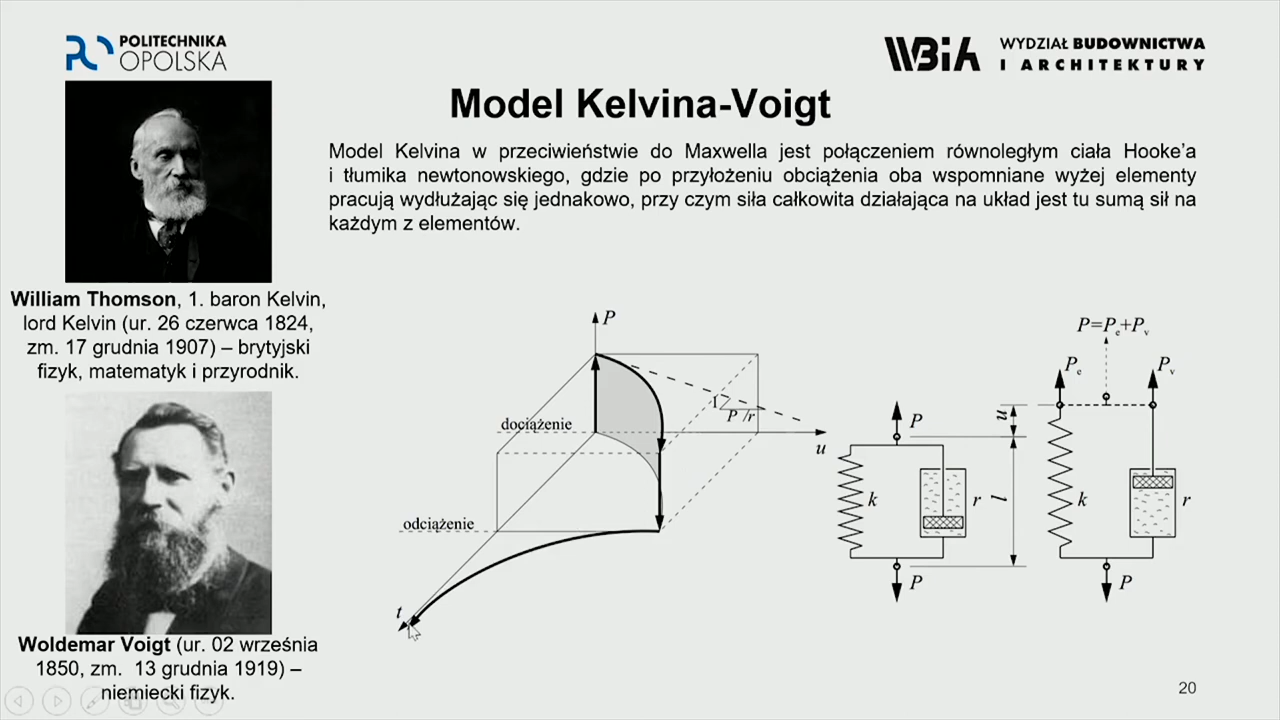 POLITECHNIKA
OPOLSKA
WBiA
WYDZIAŁ BUDOWNICTWA
I ARCHITEKTURY
Model Kelvina-Voigt
Model Kelvina w przeciwieństwie do Maxwella jest połączeniem równoległym ciała Hooke’a
i tłumika newtonowskiego, gdzie po przyłożeniu obciążenia oba wspomniane wyżej elementy
pracują wydłużając się jednakowo, przy czym siła całkowita działająca na układ jest tu sumą sił na
każdym z elementów.
William Thomson, 1. baron Kelvin,
lord Kelvin (ur. 26 czerwca 1824,
zm. 17 grudnia 1907) – brytyjski
fizyk, matematyk i przyrodnik.
Woldemar Voigt (ur. 02 września
1850, zm. 13 grudnia 1919) –
niemiecki fizyk.
P
dociążenie
1
P /r
u
odciążenie
t
P
k
r
P
l
u
P=Pe+Pv
Pe
Pv
k
r
P
20